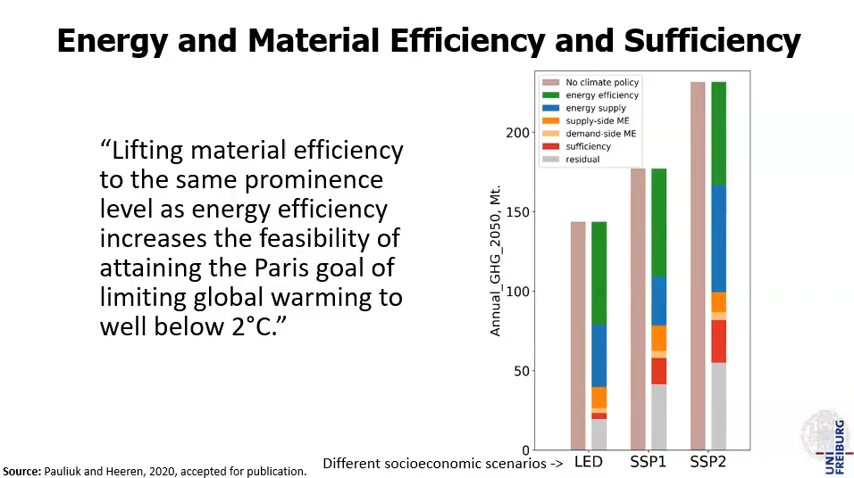 Energy and Material Efficiency and Sufficiency
“Lifting material efficiency
to the same prominence
level as energy efficiency
increases the feasibility of
attaining the Paris goal of
limiting global warming to
well below 2°C.”
No climate policy
energy efficiency
energy supply
supply-side ME
demand-side ME
sufficiency
residual
Annual_GHG_2050, Mt.
200
150
100
50
0
LED
SSP1
SSP2
Different socioeconomic scenarios ->
Source: Pauliuk and Heeren, 2020, accepted for publication.
UNI
FREIBURG